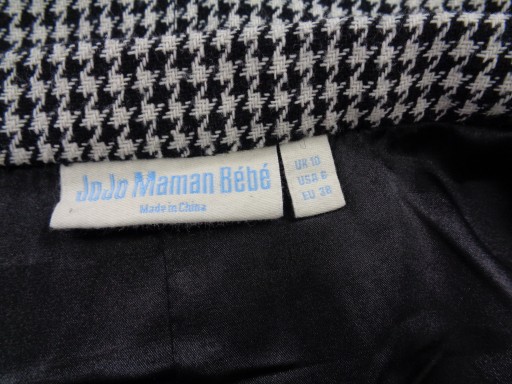 JoJo Maman Bébé
Made in China
UK 10
USA 6
EU 38